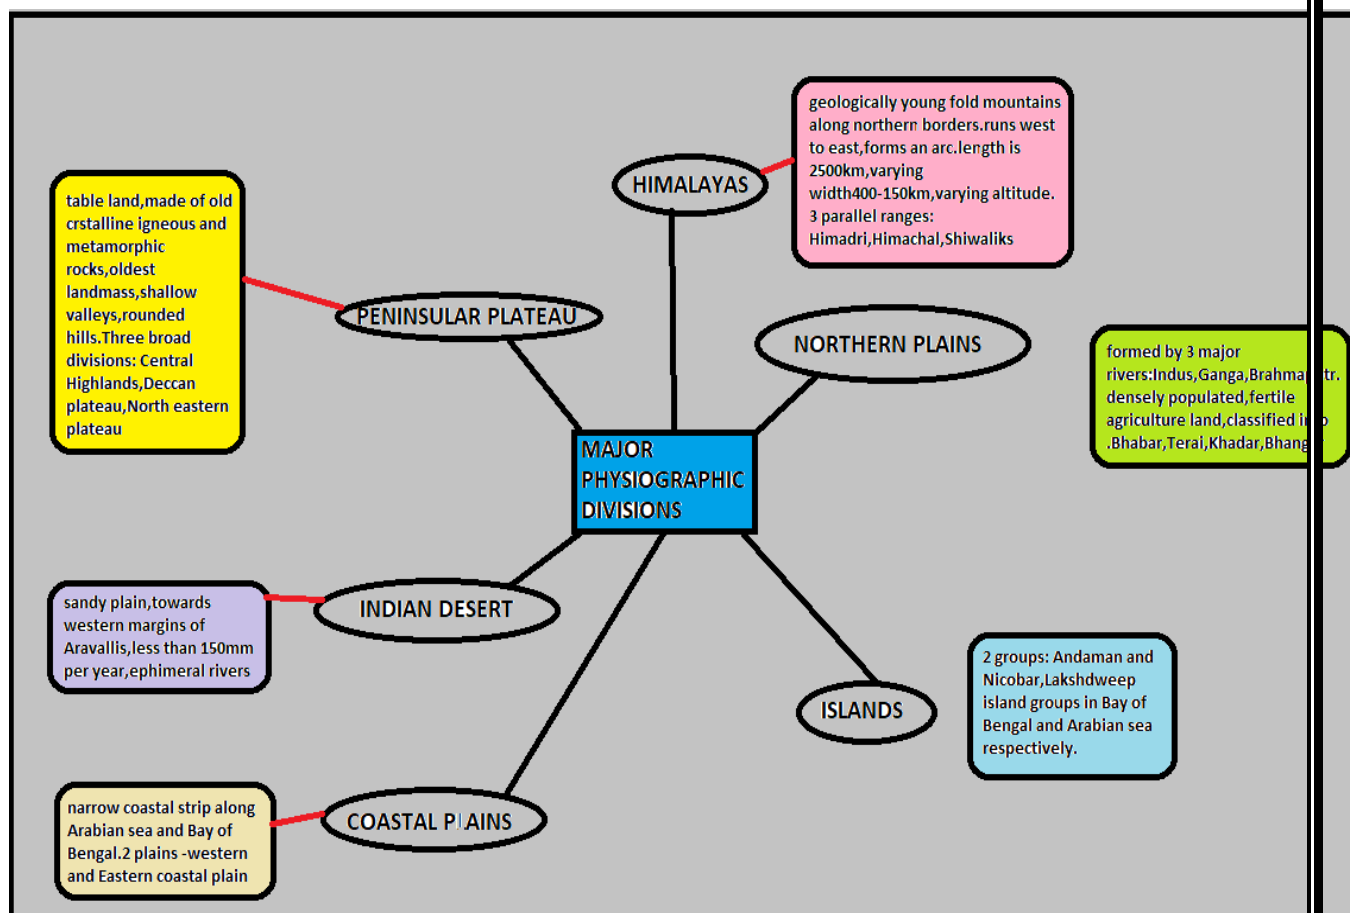 geologically young fold mountains
along northern borders.runs west
to east,forms an arc.length is
2500km,varying
width400-150km,varying altitude.
3 parallel ranges:
Himadri,Himachal,Shiwaliks
HIMALAYAS
table land,made of old
crstalline igneous and
metamorphic
rocks,oldest
landmass,shallow
valleys,rounded
hills.Three broad
divisions: Central
Highlands,Deccan
plateau,North eastern
plateau
PENINSULAR PLATEAU
NORTHERN PLAINS
formed by 3 major
rivers:Indus,Ganga,
densely populated,fertile
agriculture land,classified
.Bhabar,Terai,Khadar,
MAJOR
PHYSIOGRAPHIC
DIVISIONS
sandy plain,towards
western margins of
Aravallis,less than 150mm
per year,ephimeral rivers
INDIAN DESERT
2 groups: Andaman and
Nicobar,Lakshdweep
island groups in Bay of
Bengal and Arabian sea
respectively.
ISLANDS
narrow coastal strip along
Arabian sea and Bay of
Bengal.2 plains -western
and Eastern coastal plain
COASTAL PLAINS